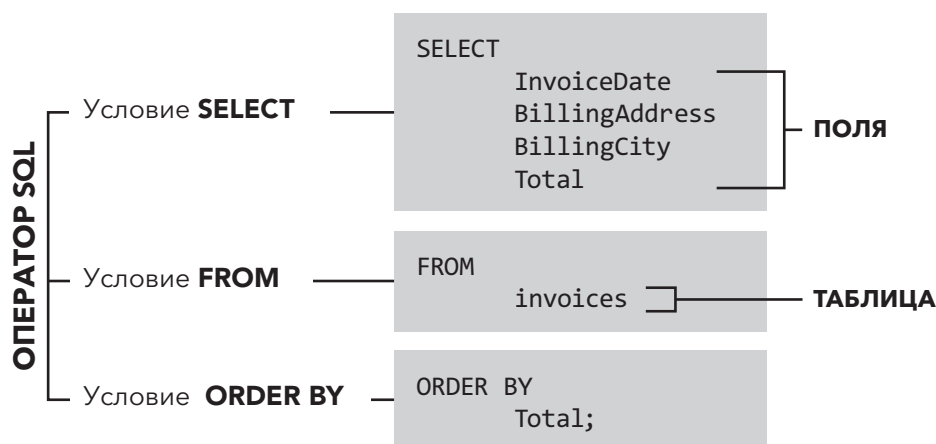 ОПЕРАТОР SQL
Условие SELECT
SELECT
InvoiceDate
BillingAddress
BillingCity
Total
ПОЛЯ
Условие FROM
FROM
invoices
ТАБЛИЦА
Условие ORDER BY
ORDER BY
Total;